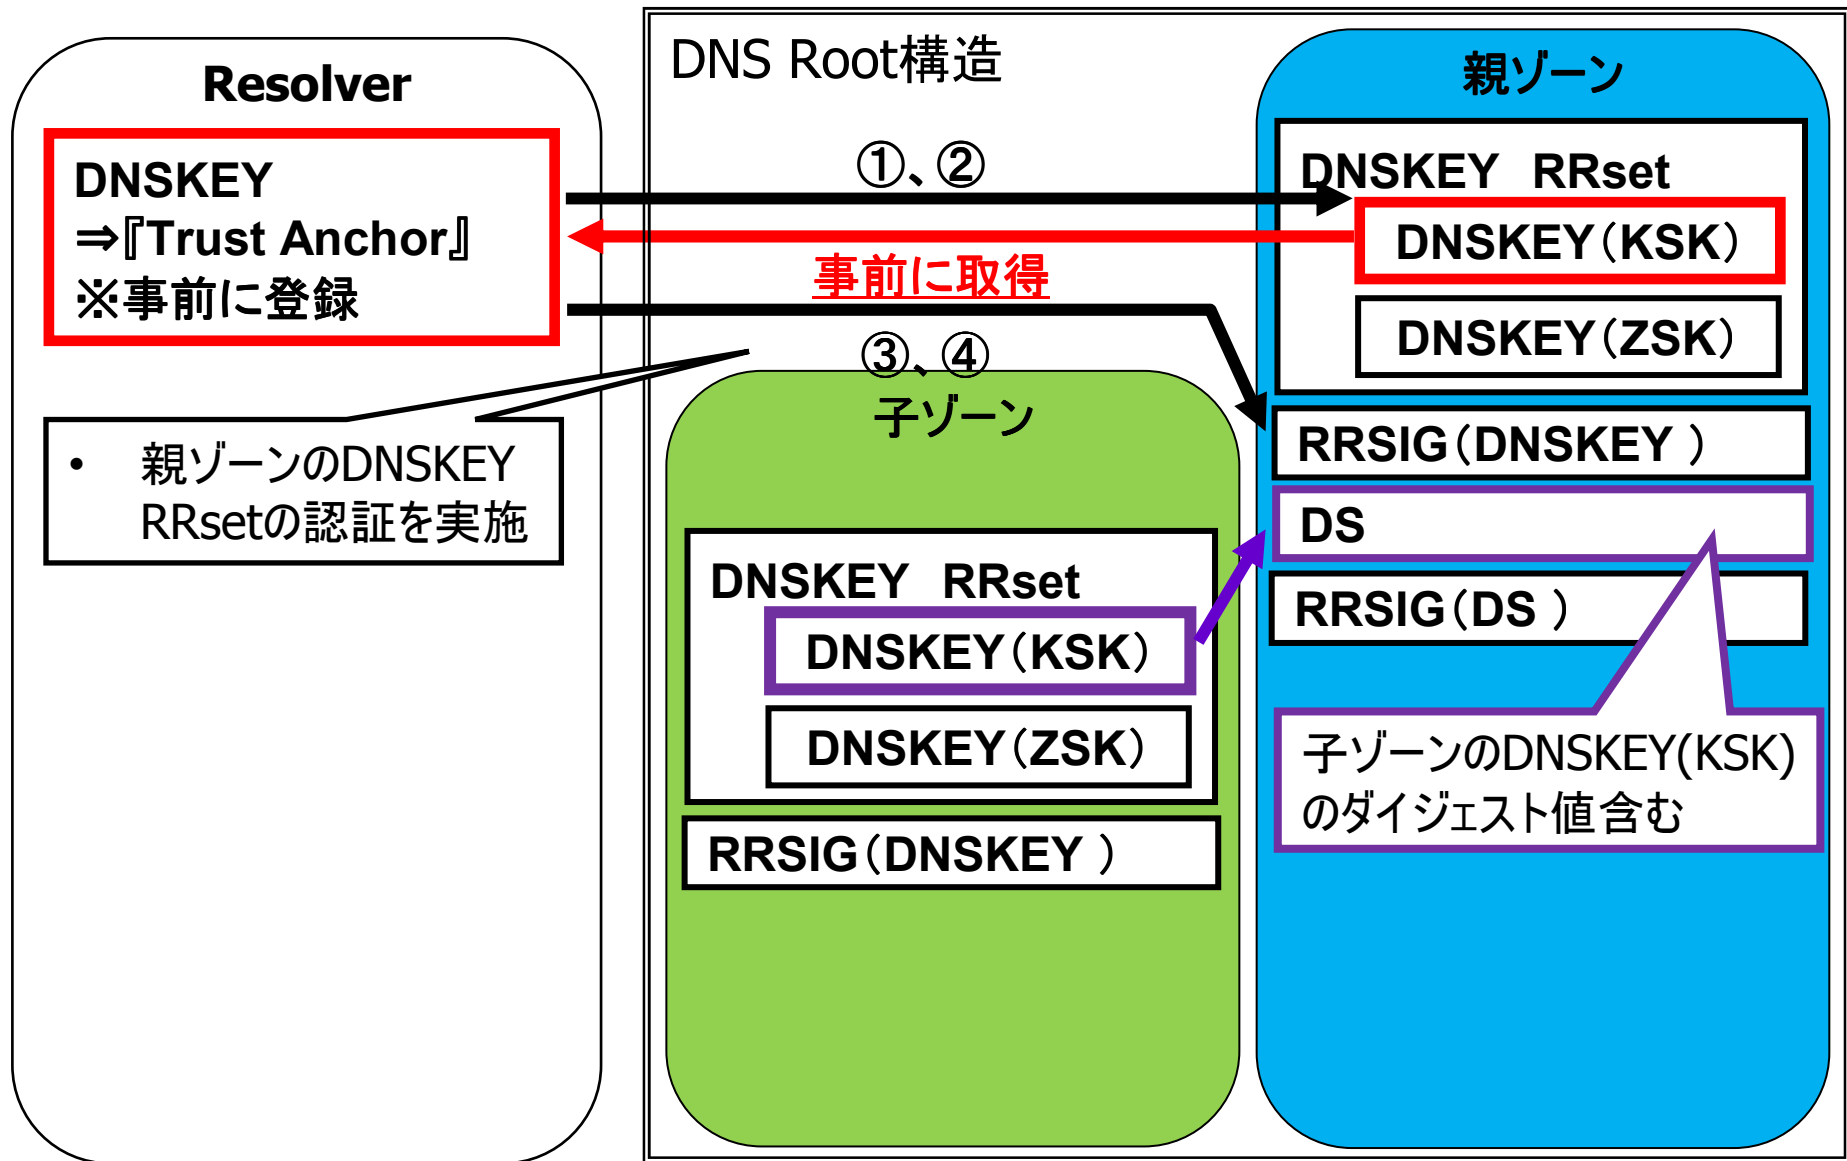 Resolver
DNSKEY
⇒『Trust Anchor』
※事前に登録
• 親ゾーンのDNSKEY
RRsetの認証を実施
DNS Root構造
①、②
事前に取得
③、④
子ゾーン
DNSKEY RRset
DNSKEY(KSK)
DNSKEY(ZSK)
RRSIG(DNSKEY )
親ゾーン
DNSKEY RRset
DNSKEY(KSK)
DNSKEY(ZSK)
RRSIG(DNSKEY )
DS
RRSIG(DS )
子ゾーンのDNSKEY(KSK)
のダイジェスト値含む